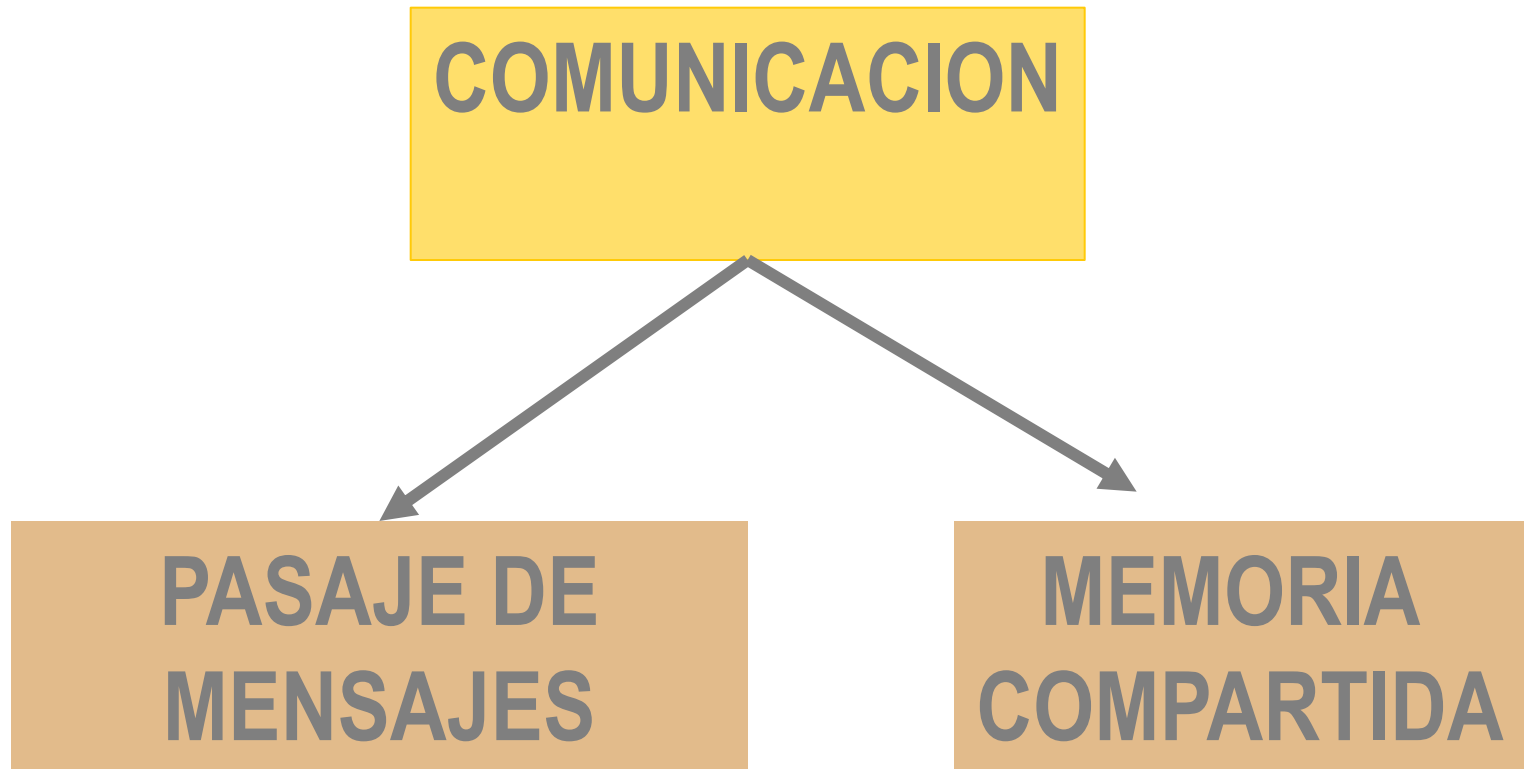 COMUNICACION
PASAJE DE
MENSAJES
MEMORIA
COMPARTIDA